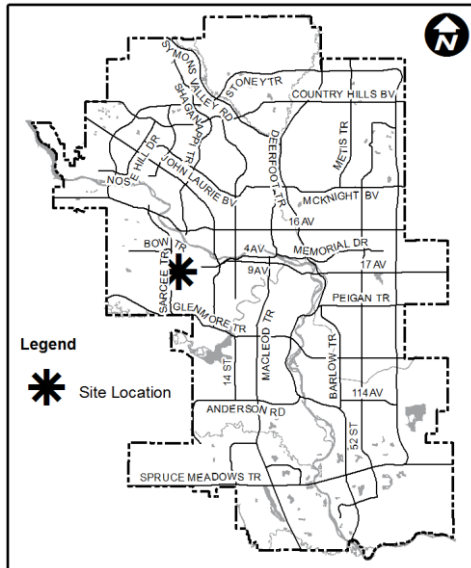 N
SYMONS VALLEY RD
STONEY TR
SHAGANAPPI TR
COUNTRY HILLS BV
METIS TR
DEERFOOT TR
NOSE HILL DR
JOHN LAURIE BV
MCKNIGHT BV
16 AV
BOW TR
4 AV
MEMORIAL DR
SARCEE TR
9 AV
17 AV
PEIGAN TR
GLENMORE TR
Legend
MACLEOD TR
BARLOW TR
14 ST
Site Location
114 AV
ANDERSON RD
52 ST
SPRUCE MEADOWS TR